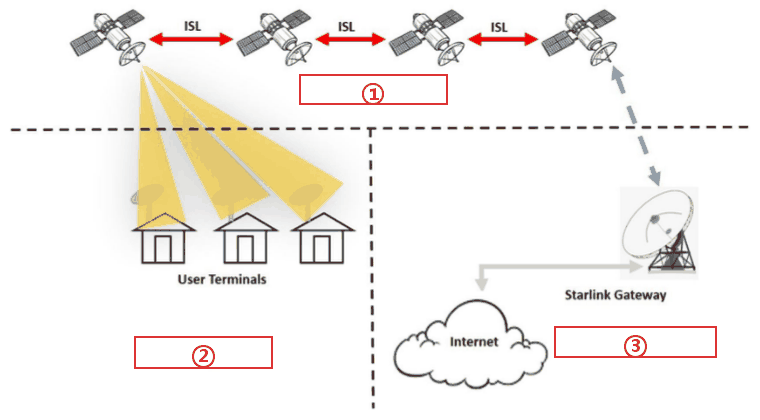 ISL
ISL
ISL
①
User Terminals
Starlink Gateway
Internet
②
③